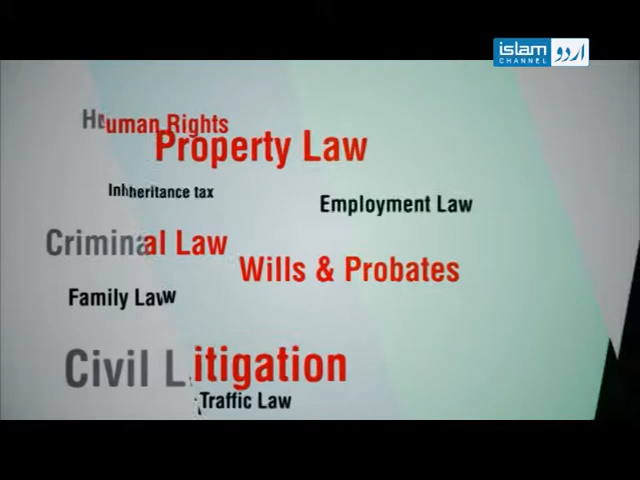 islam
CHANNEL
اردو
Human Rights
Property Law
Inheritance tax
Employment Law
Criminal Law
Wills & Probates
Family Law
Civil Litigation
Traffic Law